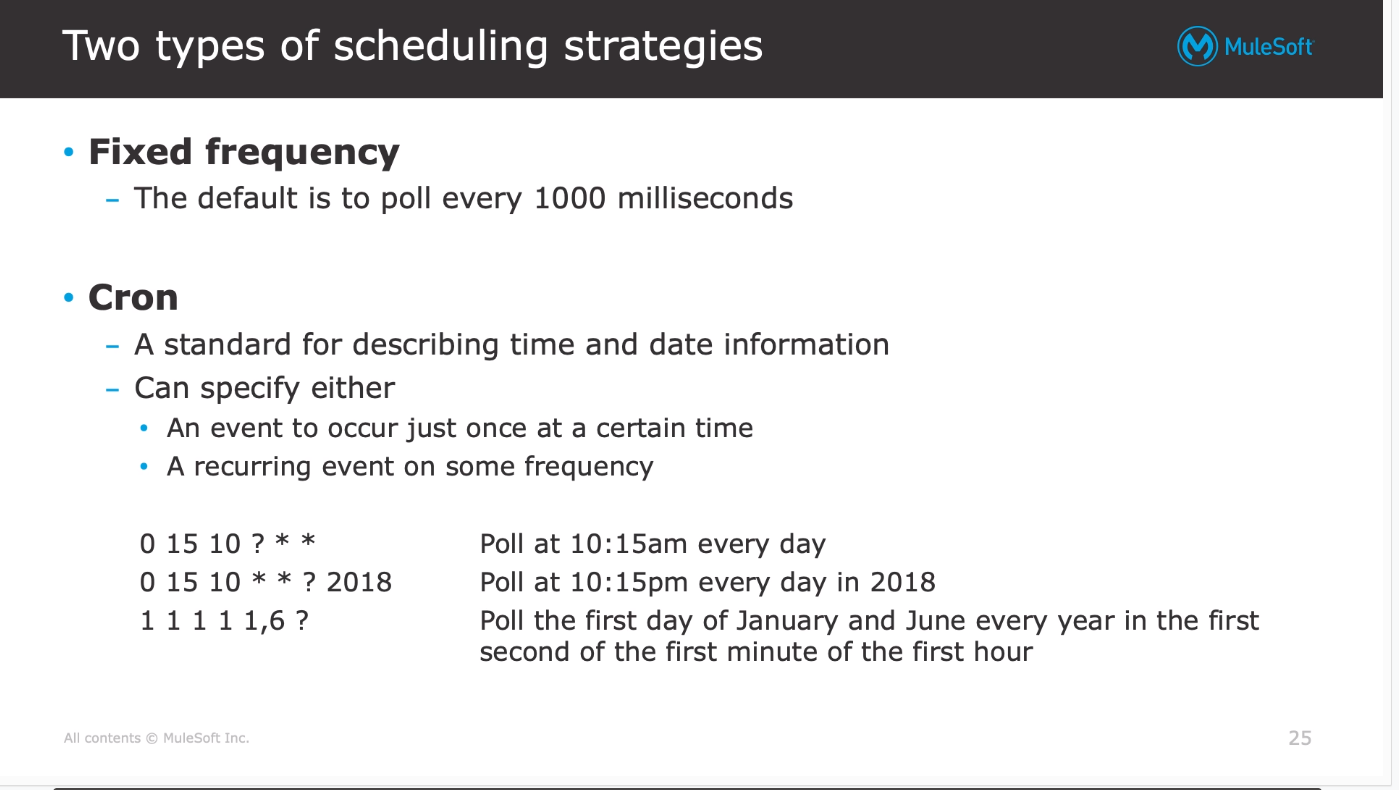 Two types of scheduling strategies
MuleSoft
• Fixed frequency
– The default is to poll every 1000 milliseconds
• Cron
– A standard for describing time and date information
– Can specify either
• An event to occur just once at a certain time
• A recurring event on some frequency
0 15 10 ? * * Poll at 10:15am every day
0 15 10 * * ? 2018 Poll at 10:15pm every day in 2018
1 1 1 1 1,6 ? Poll the first day of January and June every year in the first
second of the first minute of the first hour
All contents © MuleSoft Inc.
25